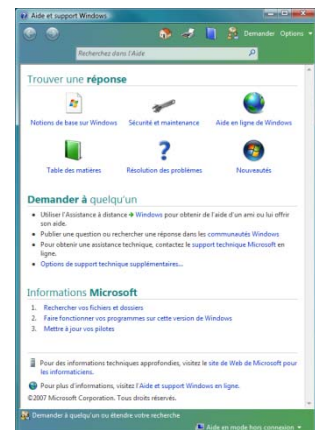 Aide et support Windows
Demander Options
Recherchez dans l'Aide
Trouver une réponse
Notions de base sur Windows Sécurité et maintenance Aide en ligne de Windows
Table des matières Résolution des problèmes Nouveautés
Demander à quelqu'un
Utiliser l'Assistance à distance Windows pour obtenir de l'aide d'un ami ou lui offrir
son aide.
Publier une question ou rechercher une réponse dans les communautés Windows
Pour obtenir une assistance technique, contactez le support technique Microsoft en
ligne.
Options de support technique supplémentaires...
Informations Microsoft
1. Rechercher vos fichiers et dossiers
2. Faire fonctionner vos programmes sur cette version de Windows
3. Mettre à jour vos pilotes
Pour des informations techniques approfondies, visitez le site de Web de Microsoft pour
les informaticiens.
Pour plus d'informations, visitez l'Aide et support Windows en ligne.
©2007 Microsoft Corporation. Tous droits réservés.
Demander à quelqu'un ou étendre votre recherche
Aide en mode hors connexion